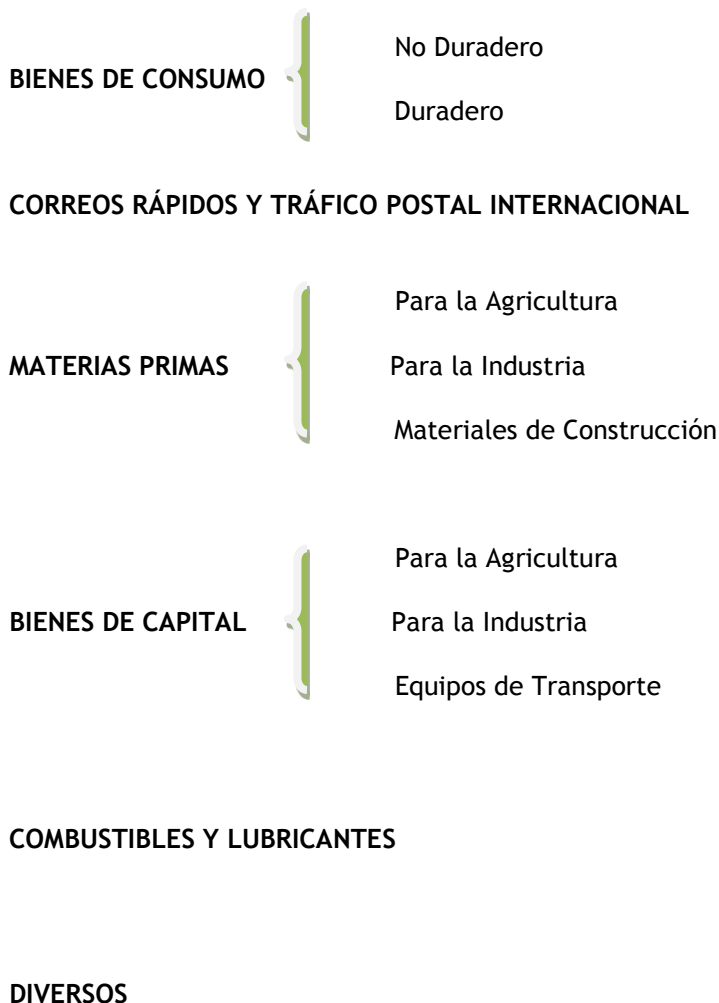 No Duradero
BIENES DE CONSUMO
Duradero
CORREOS RÁPIDOS Y TRÁFICO POSTAL INTERNACIONAL
Para la Agricultura
MATERIAS PRIMAS Para la Industria
Materiales de Construcción
Para la Agricultura
BIENES DE CAPITAL Para la Industria
Equipos de Transporte
COMBUSTIBLES Y LUBRICANTES
DIVERSOS